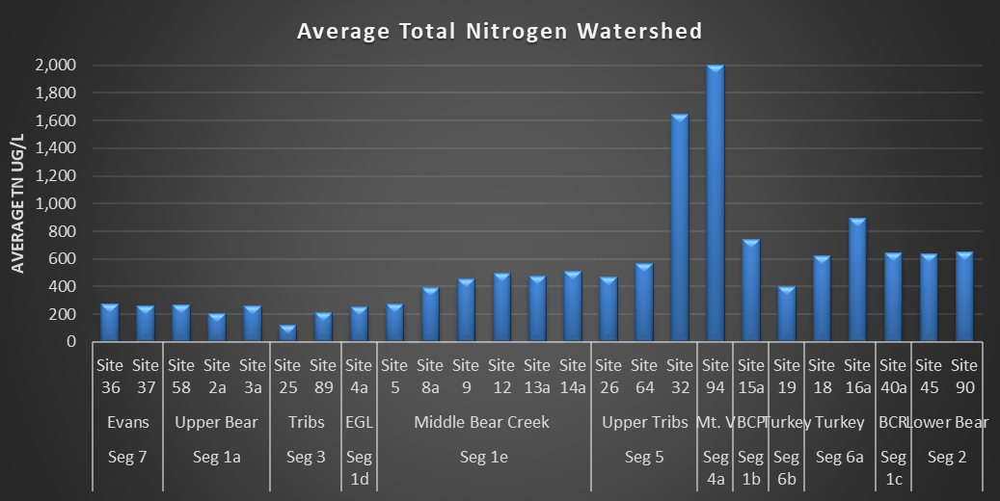 Average Total Nitrogen Watershed
AVERAGE TN UG/L
2,000
1,800
1,600
1,400
1,200
1,000
800
600
400
200
0
Site 36
Site 37
Site 58
Site 2a
Site 3a
Site 25
Site 89
Site 4a
Site 5
Site 8a
Site 9
Site 12
Site 13a
Site 14a
Site 26
Site 64
Site 32
Site 94
Site 15a
Site 19
Site 18
Site 16a
Site 40a
Site 45
Site 90
Evans
Upper Bear
Tribs
EGL
Middle Bear Creek
Upper Tribs
Mt. V
BCP
Turkey
Turkey
BCR
Lower Bear
Seg 7
Seg 1a
Seg 3
Seg 1d
Seg 1e
Seg 5
Seg 4a
Seg 1b
Seg 6b
Seg 6a
Seg 1c
Seg 2